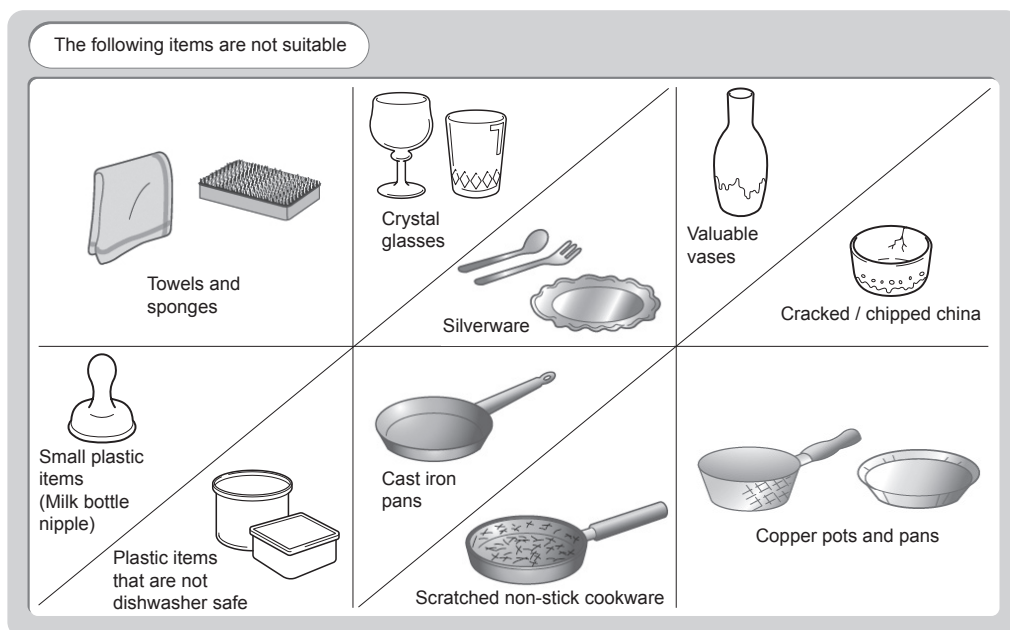 The following items are not suitable
Towels and
sponges
Crystal
glasses
Silverware
Valuable
vases
Cracked / chipped china
Small plastic
items
(Milk bottle
nipple)
Plastic items
that are not
dishwasher safe
Cast iron
pans
Scratched non-stick cookware
Copper pots and pans